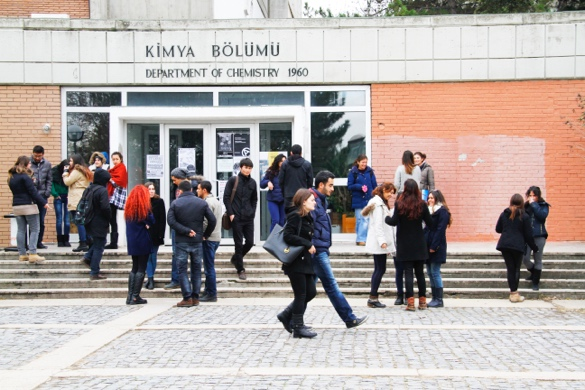 KİMYA BÖLÜMÜ
DEPARTMENT OF CHEMISTRY 1960